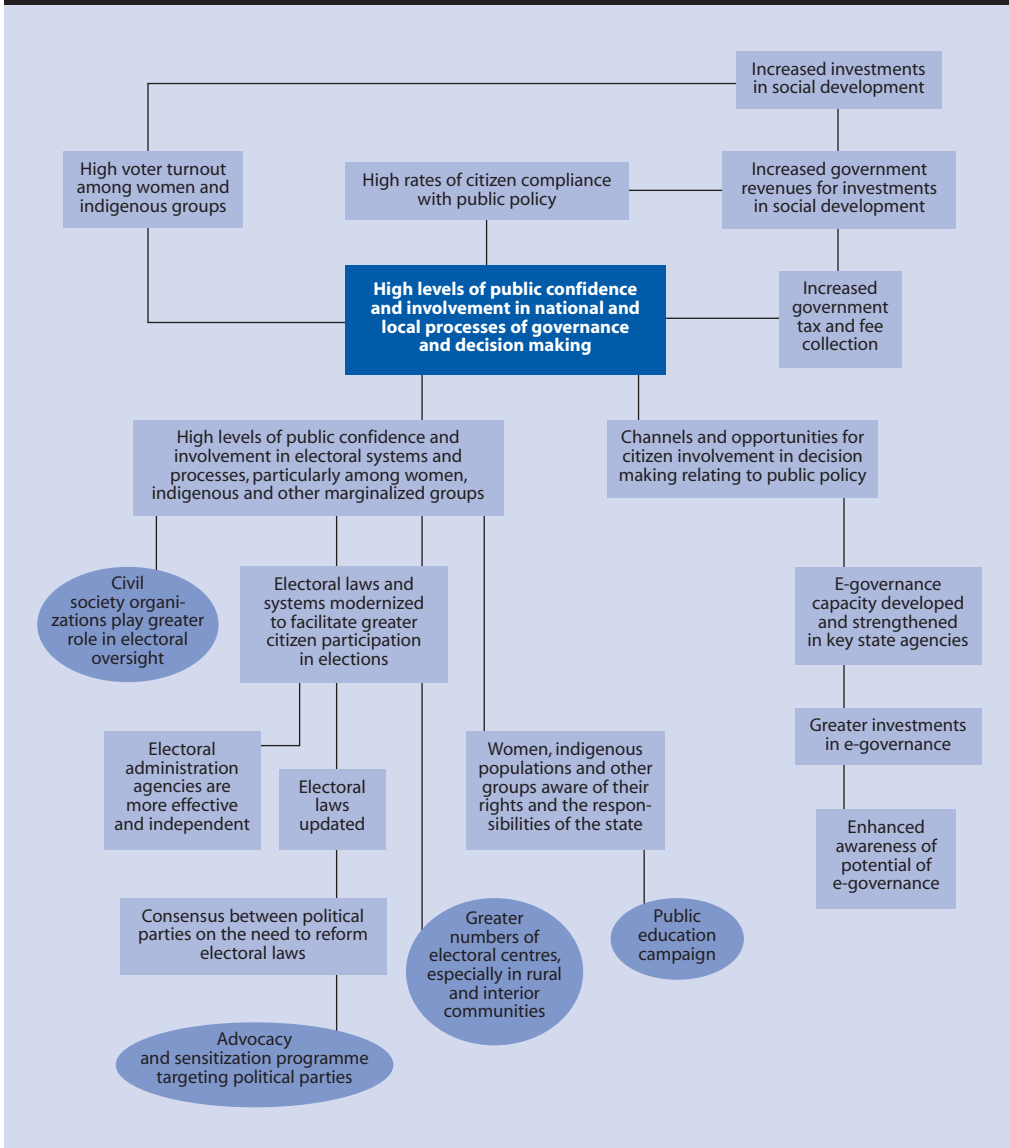 Increased investments
in social development
High voter turnout
among women and
indigenous groups
High rates of citizen compliance
with public policy
Increased government
revenues for investments
in social development
High levels of public confidence
and involvement in national and
local processes of governance
and decision making
Increased
government
tax and fee
collection
High levels of public confidence and
involvement in electoral systems and
processes, particularly among women,
indigenous and other marginalized groups
Channels and opportunities for
citizen involvement in decision
making relating to public policy
Civil
society organi-
zations play greater
role in electoral
oversight
Electoral laws and
systems modernized
to facilitate greater
citizen participation
in elections
E-governance
capacity developed
and strengthened
in key state agencies
Electoral
administration
agencies are
more effective
and independent
Electoral
laws
updated
Women, indigenous
populations and other
groups aware of their
rights and the respon-
sibilities of the state
Greater investments
in e-governance
Enhanced
awareness of
potential of
e-governance
Consensus between political
parties on the need to reform
electoral laws
Greater
numbers of
electoral centres,
especially in rural
and interior
communities
Public
education
campaign
Advocacy
and sensitization programme
targeting political parties